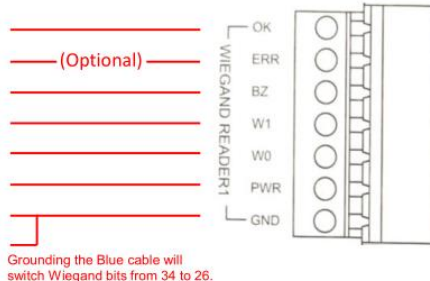 OK
(Optional)
ERR
BZ
W1
W0
PWR
GND
WIEGAND READER1
Grounding the Blue cable will
switch Wiegand bits from 34 to 26.